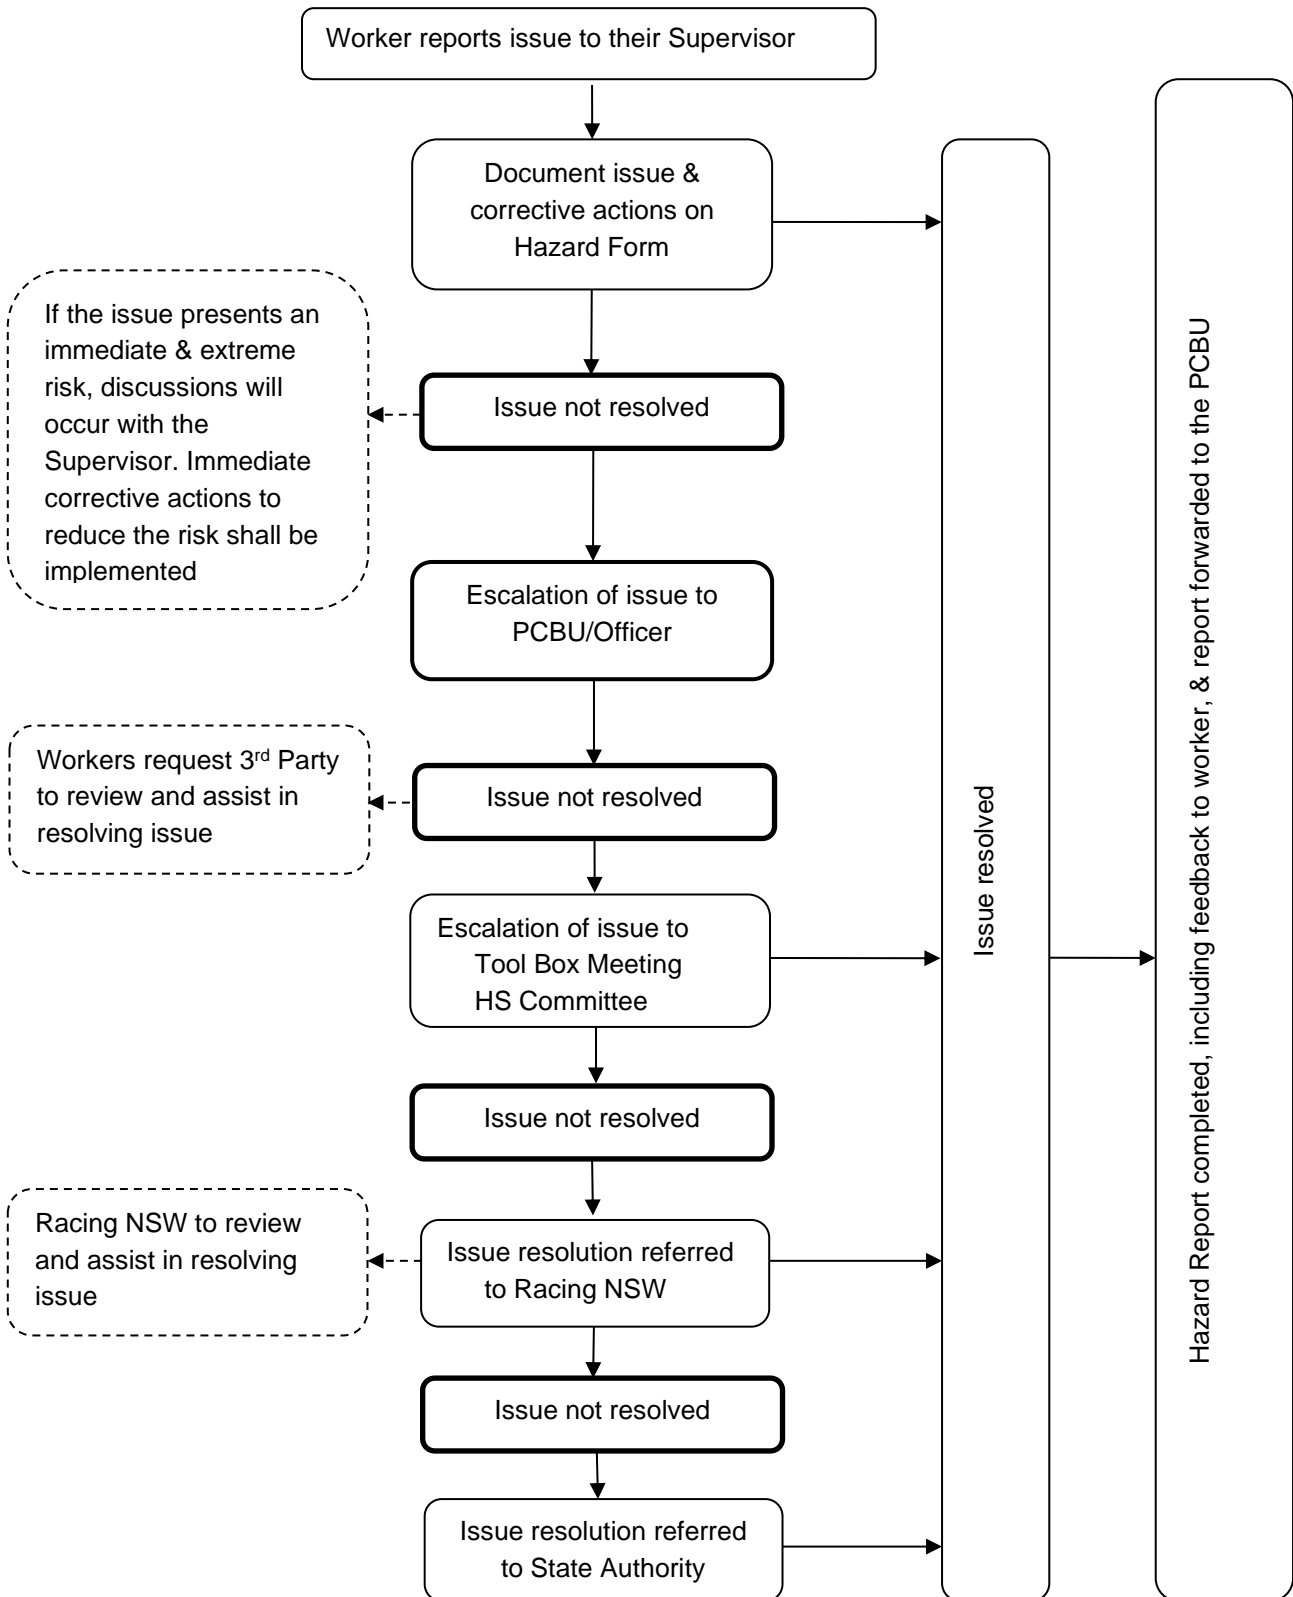 Worker reports issue to their Supervisor
Document issue &
corrective actions on
Hazard Form
If the issue presents an
immediate & extreme
risk, discussions will
occur with the
Supervisor. Immediate
corrective actions to
reduce the risk shall be
implemented
Issue not resolved
Escalation of issue to
PCBU/Officer
Workers request 3rd Party
to review and assist in
resolving issue
Issue not resolved
Escalation of issue to
Tool Box Meeting
HS Committee
Issue not resolved
Racing NSW to review
and assist in resolving
issue
Issue resolution referred
to Racing NSW
Issue not resolved
Issue resolution referred
to State Authority
Issue resolved
Hazard Report completed, including feedback to worker, & report forwarded to the PCBU